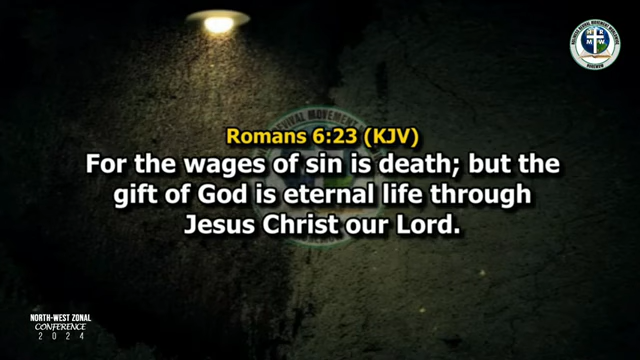 Romans 6:23 (KJV)
For the wages of sin is death; but the
gift of God is eternal life through
Jesus Christ our Lord.
NORTH-WEST ZONAL
CONFERENCE
2024